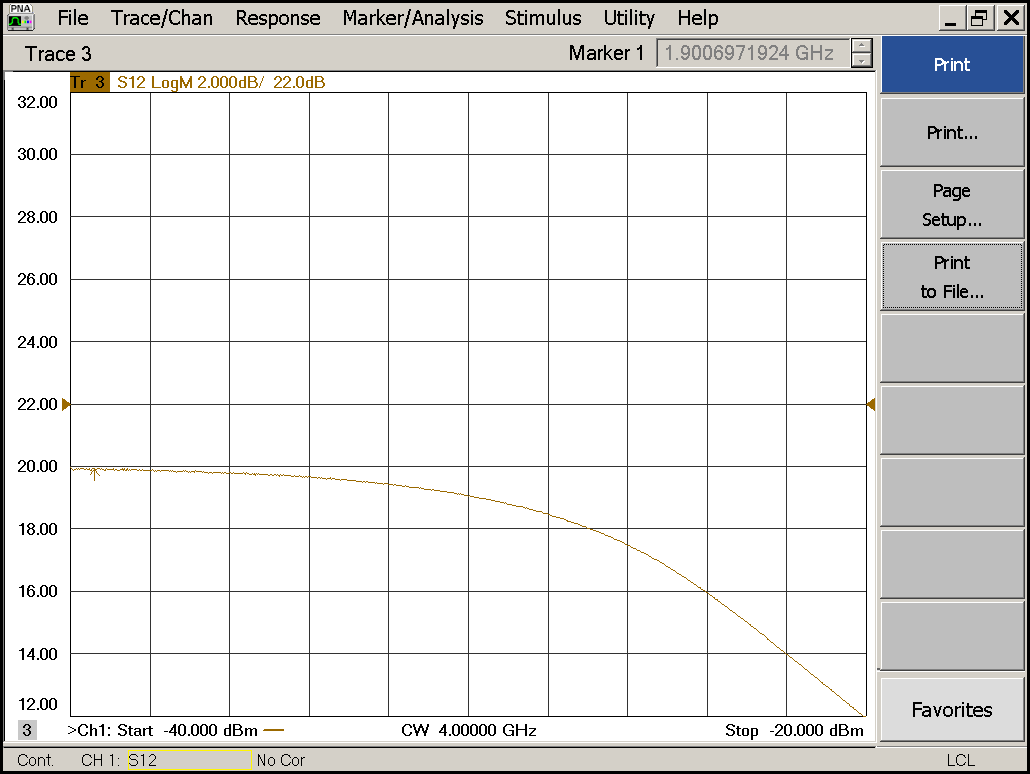 PNA
File Trace/Chan Response Marker/Analysis Stimulus Utility Help
Trace 3
Marker 1 1.9006971924 GHz
Tr 3 S12 LogM 2.000dB/ 22.0dB
32.00
30.00
28.00
26.00
24.00
22.00
20.00
18.00
16.00
14.00
12.00
3 >Ch1: Start -40.000 dBm CW 4.00000 GHz Stop -20.000 dBm
Cont. CH 1: S12 No Cor LCL
Print
Print...
Page
Setup...
Print
to File...
Favorites